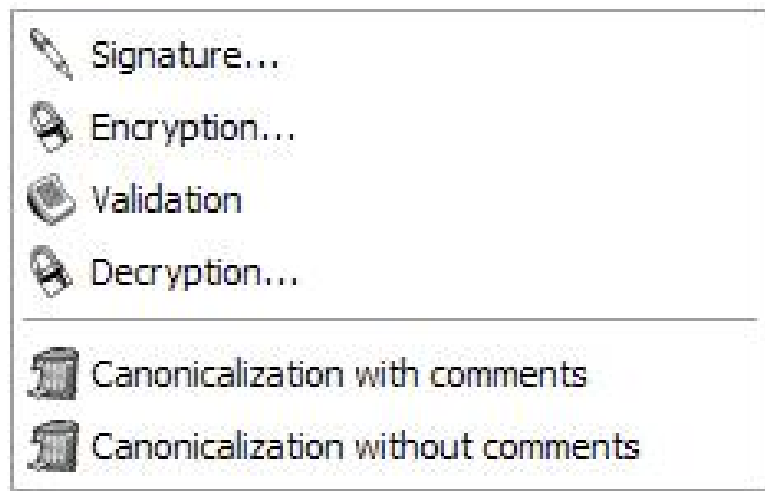 Signature...
Encryption...
Validation
Decryption...
Canonicalization with comments
Canonicalization without comments